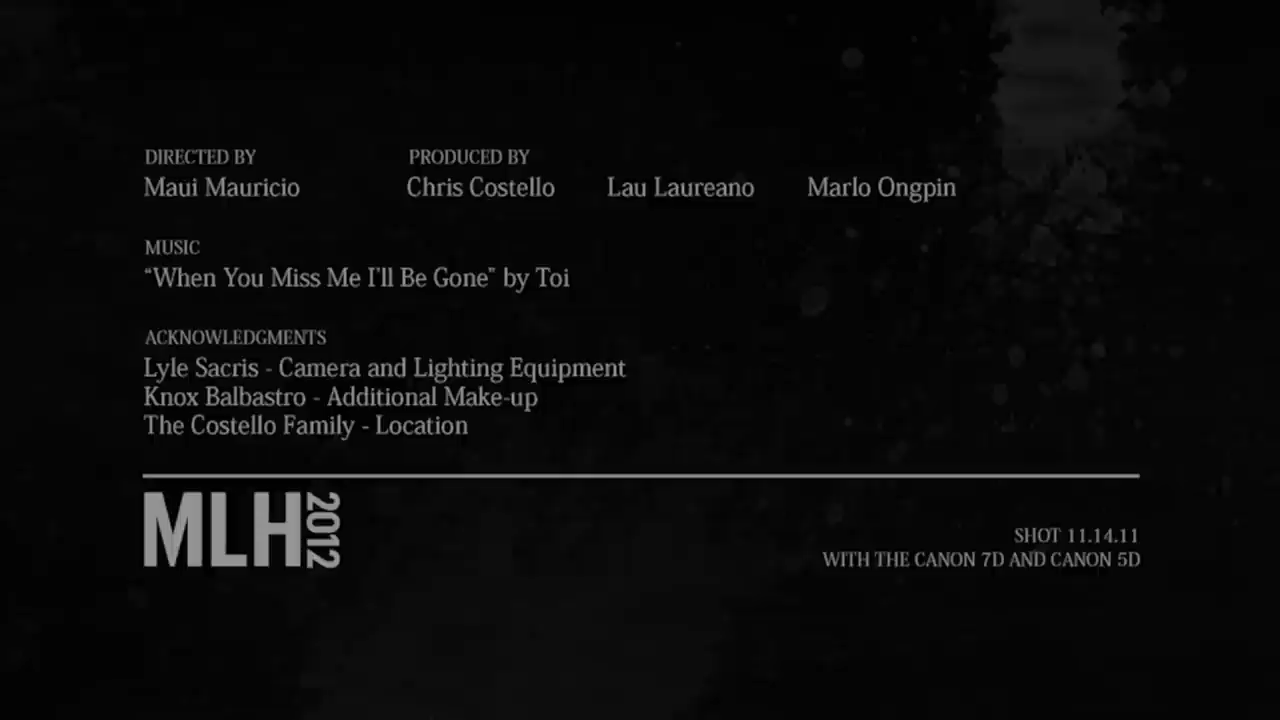 DIRECTED BY
Maui Mauricio
PRODUCED BY
Chris Costello Lau Laureano Marlo Ongpin
MUSIC
“When You Miss Me I'll Be Gone” by Toi
ACKNOWLEDGMENTS
Lyle Sacris - Camera and Lighting Equipment
Knox Balbastro - Additional Make-up
The Costello Family - Location
MLH 2012
SHOT 11.14.11
WITH THE CANON 7D AND CANON 5D